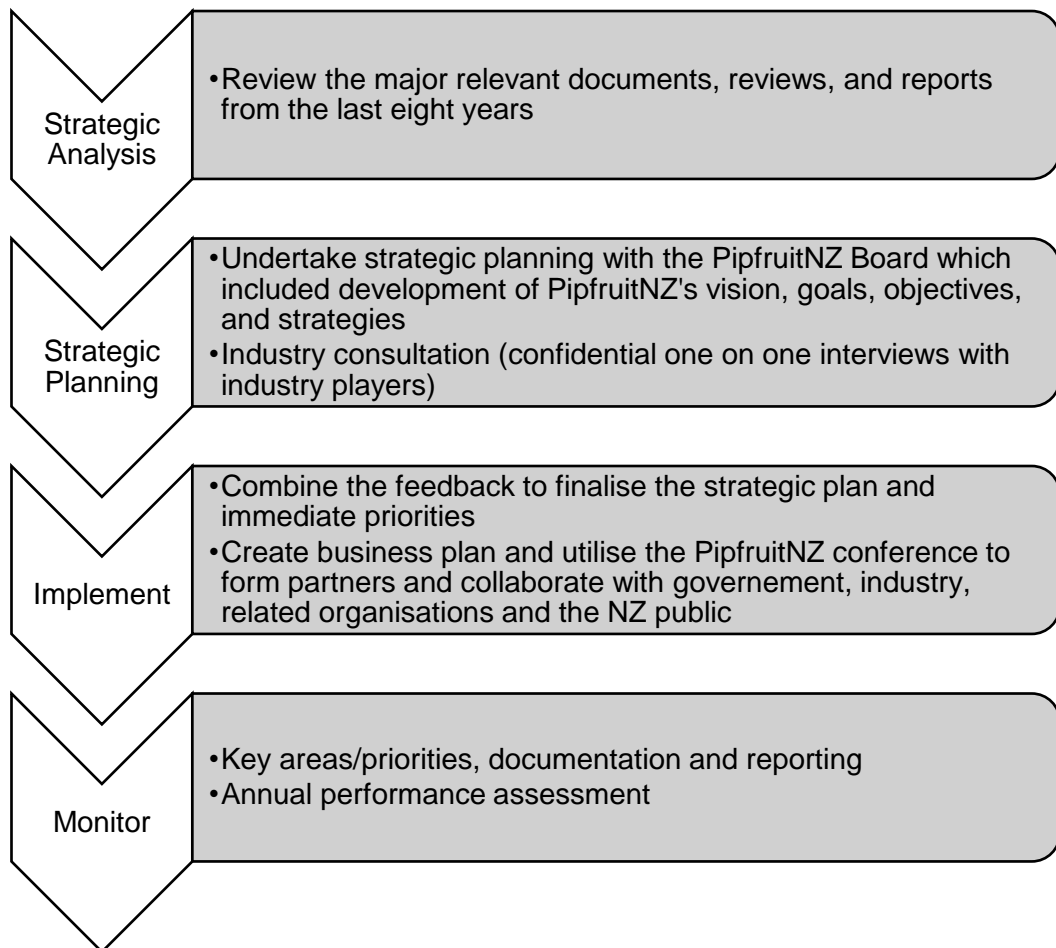 Strategic
Analysis
•Review the major relevant documents, reviews, and reports
from the last eight years
Strategic
Planning
•Undertake strategic planning with the PipfruitNZ Board which
included development of PipfruitNZ's vision, goals, objectives,
and strategies
•Industry consultation (confidential one on one interviews with
industry players)
Implement
•Combine the feedback to finalise the strategic plan and
immediate priorities
•Create business plan and utilise the PipfruitNZ conference to
form partners and collaborate with governement, industry,
related organisations and the NZ public
Monitor
•Key areas/priorities, documentation and reporting
•Annual performance assessment